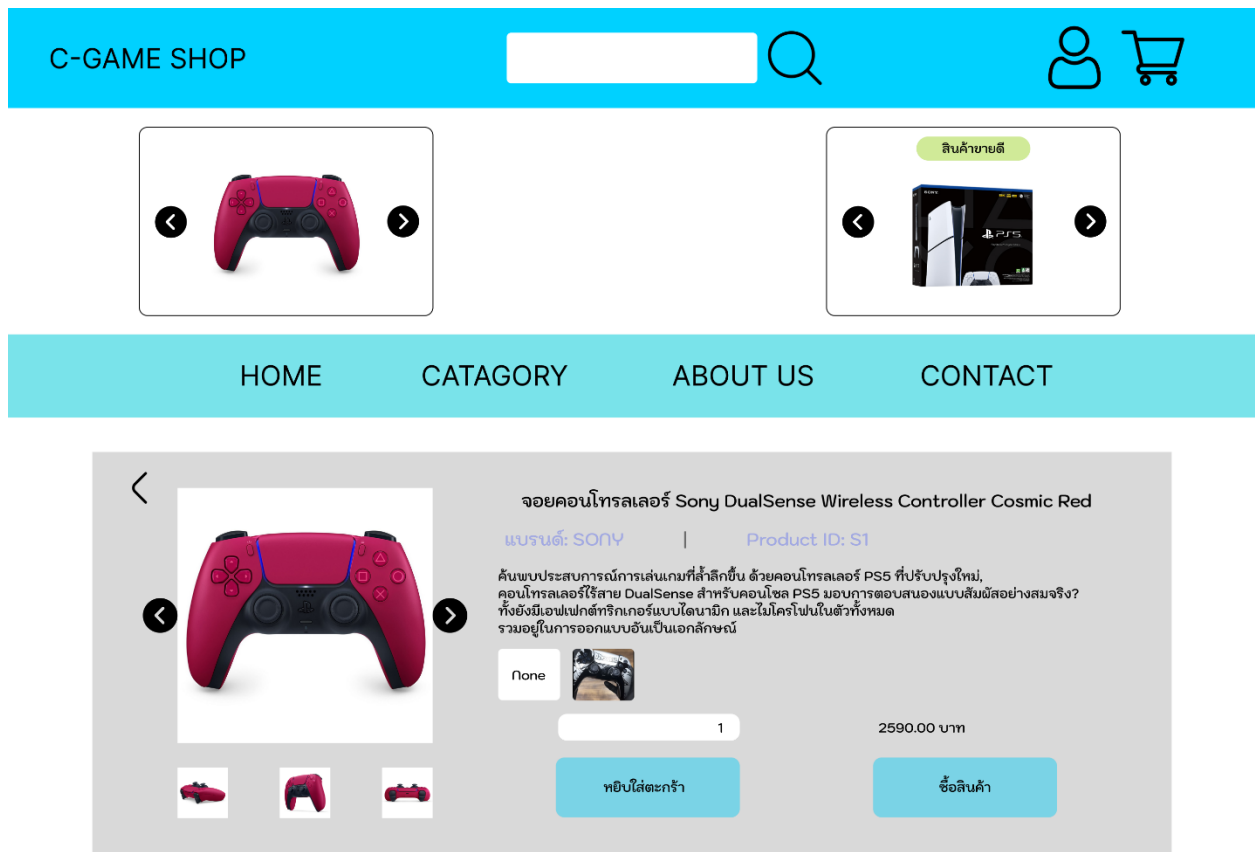 C-GAME SHOP
สินค้าขายดี
SONY
PS5
HOME CATAGORY ABOUT US CONTACT
จอยคอนโทรลเลอร์ Sony DualSense Wireless Controller Cosmic Red
แบรนด์: SONY | Product ID: S1
ค้นพบประสบการณ์การเล่นเกมที่ล้ำลึกขึ้น ด้วยคอนโทรลเลอร์ PS5 ที่ปรับปรุงใหม่,
คอนโทรลเลอร์ไร้สาย DualSense สำหรับคอนโซล PS5 มอบการตอบสนองแบบสัมผัสอย่างสมจริง?
ทั้งยังมีเอฟเฟกต์ทริกเกอร์แบบไดนามิก และไมโครโฟนในตัวทั้งหมด
รวมอยู่ในการออกแบบอันเป็นเอกลักษณ์
None
1 2590.00 บาท
หยิบใส่ตะกร้า ซื้อสินค้า